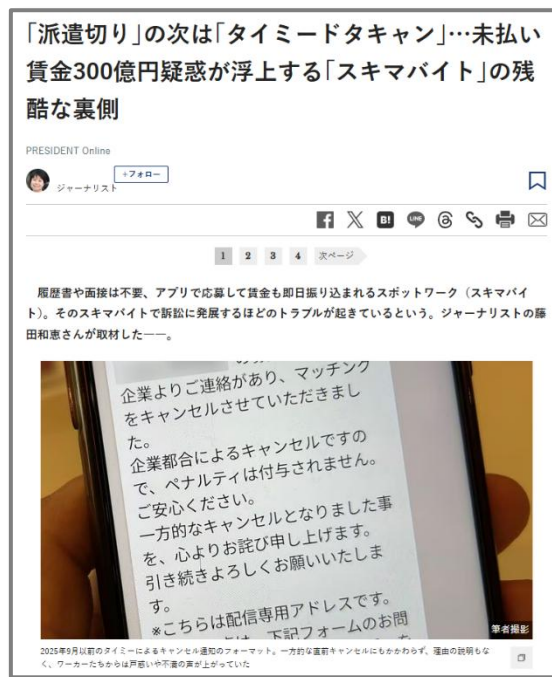 「派遣切り」の次は「タイミードタキャン」…未払い
賃金300億円疑惑が浮上する「スキマバイト」の残
酷な裏側
PRESIDENT Online
+フォロー
ジャーナリスト
B!
LINE
1 2 3 4 次ページ
履歴書や面接は不要、アプリで応募して賃金も即日振り込まれるスポットワーク（スキマバイ
ト）。そのスキマバイトで訴訟に発展するほどのトラブルが起きているという。ジャーナリストの藤
田和恵さんが取材した――。
企業よりご連絡があり、マッチング
をキャンセルさせていただきまし
た。
企業都合によるキャンセルですの
で、ペナルティは付与されません。
ご安心ください。
一方的なキャンセルとなりました事
を、心よりお詫び申し上げます。
引き続きよろしくお願いいたしま
す。
※こちらは配信専用アドレスです。
下記フォームのお問
筆者撮影
2025年9月以前のタイミーによるキャンセル通知のフォーマット。一方的な直前キャンセルにもかかわらず、理由の説明もな
く、ワーカーたちからは戸惑いや不満の声が上がっていた